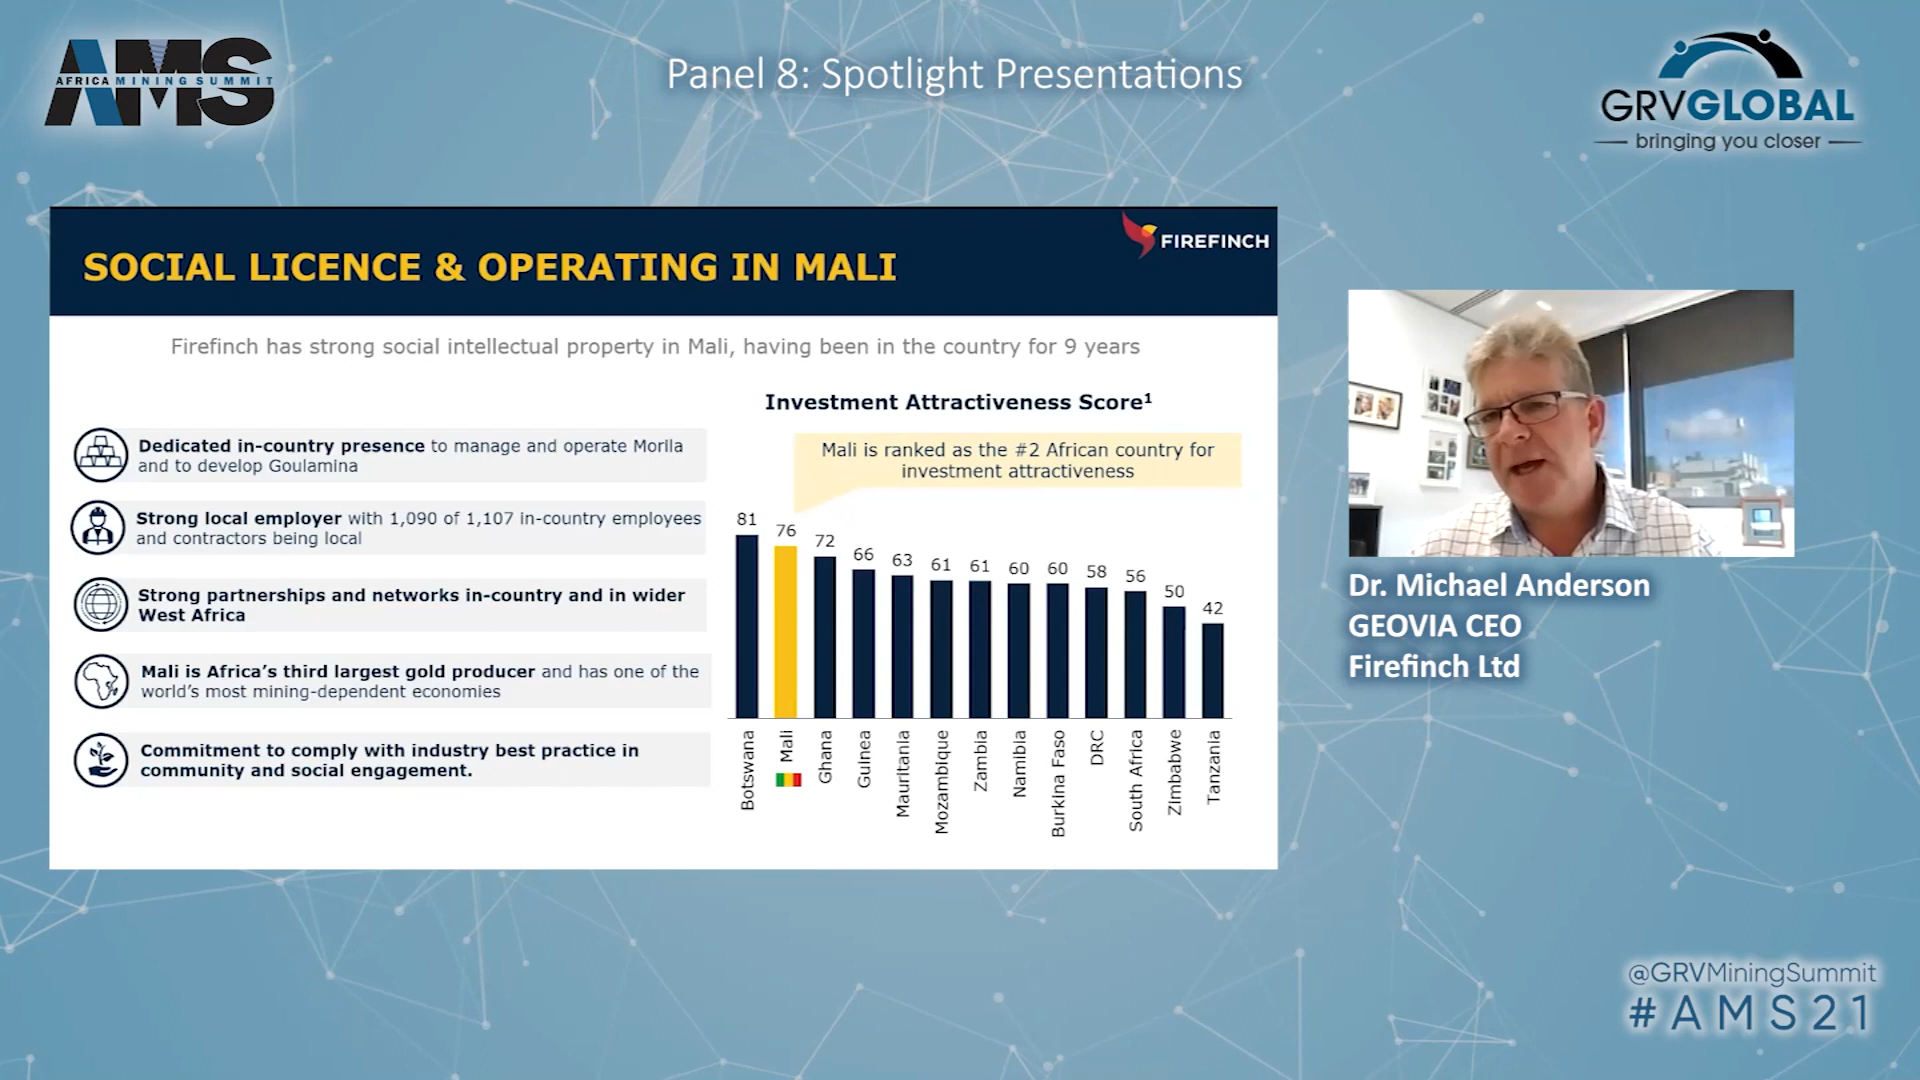 AMS
AFRICA MINING SUMMIT
Panel 8: Spotlight Presentations
GRVGLOBAL
bringing you closer
FIREFINCH
SOCIAL LICENCE & OPERATING IN MALI
Firefinch has strong social intellectual property in Mali, having been in the country for 9 years
Dedicated in-country presence to manage and operate Morila
and to develop Goulamina
Strong local employer with 1,090 of 1,107 in-country employees
and contractors being local
Strong partnerships and networks in-country and in wider
West Africa
Mali is Africa's third largest gold producer and has one of the
world's most mining-dependent economies
Commitment to comply with industry best practice in
community and social engagement.
Investment Attractiveness Score¹
Mali is ranked as the #2 African country for
investment attractiveness
81 76 72 66 63 61 61 60 60 58 56 50 42
Botswana
Mali
Ghana
Guinea
Mauritania
Mozambique
Zambia
Namibia
Burkina Faso
DRC
South Africa
Zimbabwe
Tanzania
Dr. Michael Anderson
GEOVIA CEO
Firefinch Ltd
@GRVMiningSummit
#AMS21